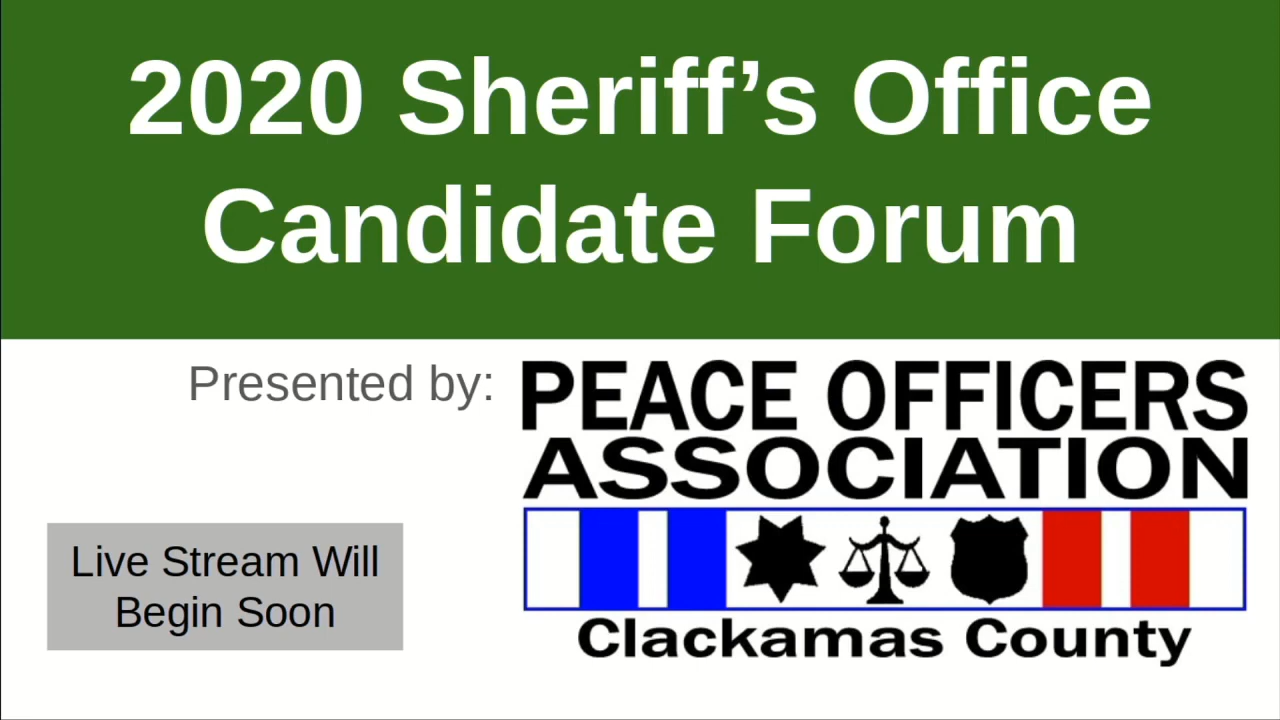 2020 Sheriff’s Office
Candidate Forum
Presented by:
PEACE OFFICERS
ASSOCIATION
Clackamas County
Live Stream Will
Begin Soon